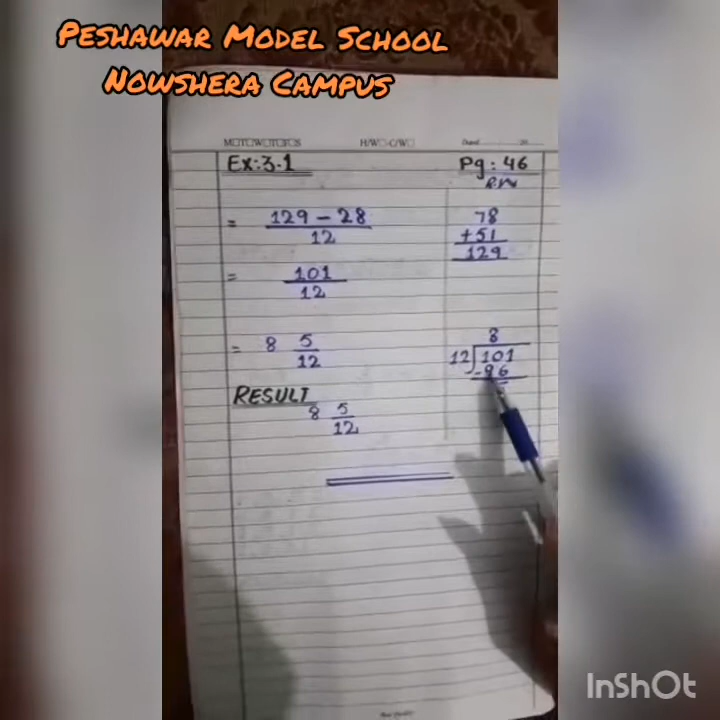 PESHAWAR MODEL SCHOOL
NOWSHERA CAMPUS
M□T□W□T□F□S H/W□-C/W□
Ex:3.1 Pg: 46
= 129 - 28 78
12 +51
129
= 101
12
= 8 5 8
12 12 101
-96
RESULT
8 5
12
InShOt